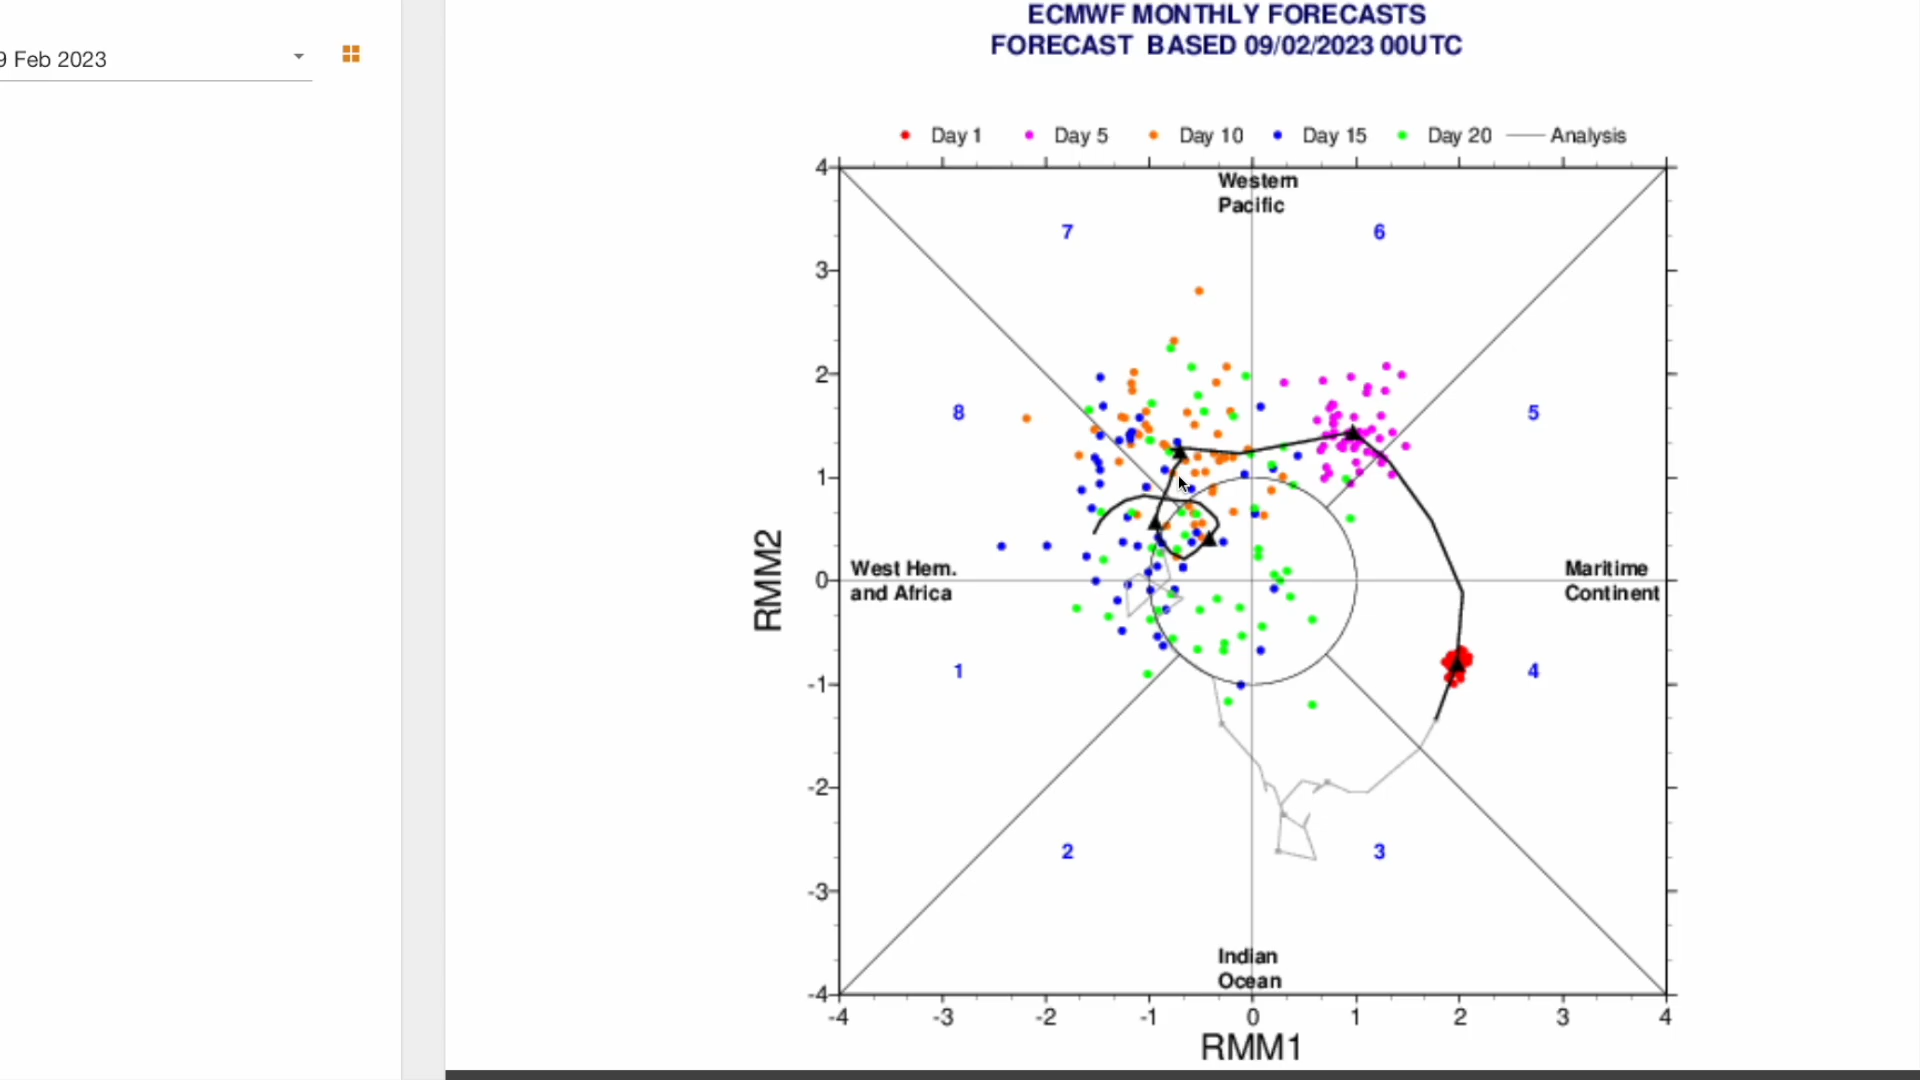 9 Feb 2023
ECMWF MONTHLY FORECASTS
FORECAST BASED 09/02/2023 00UTC
Day 1 Day 5 Day 10 Day 15 Day 20 Analysis
4
Western
Pacific
7 6
3
2
8 5
1
RMM2
0
West Hem.
and Africa
Maritime
Continent
1 4
-1
-2
2 3
-3
Indian
Ocean
-4
-4 -3 -2 -1 0 1 2 3 4
RMM1